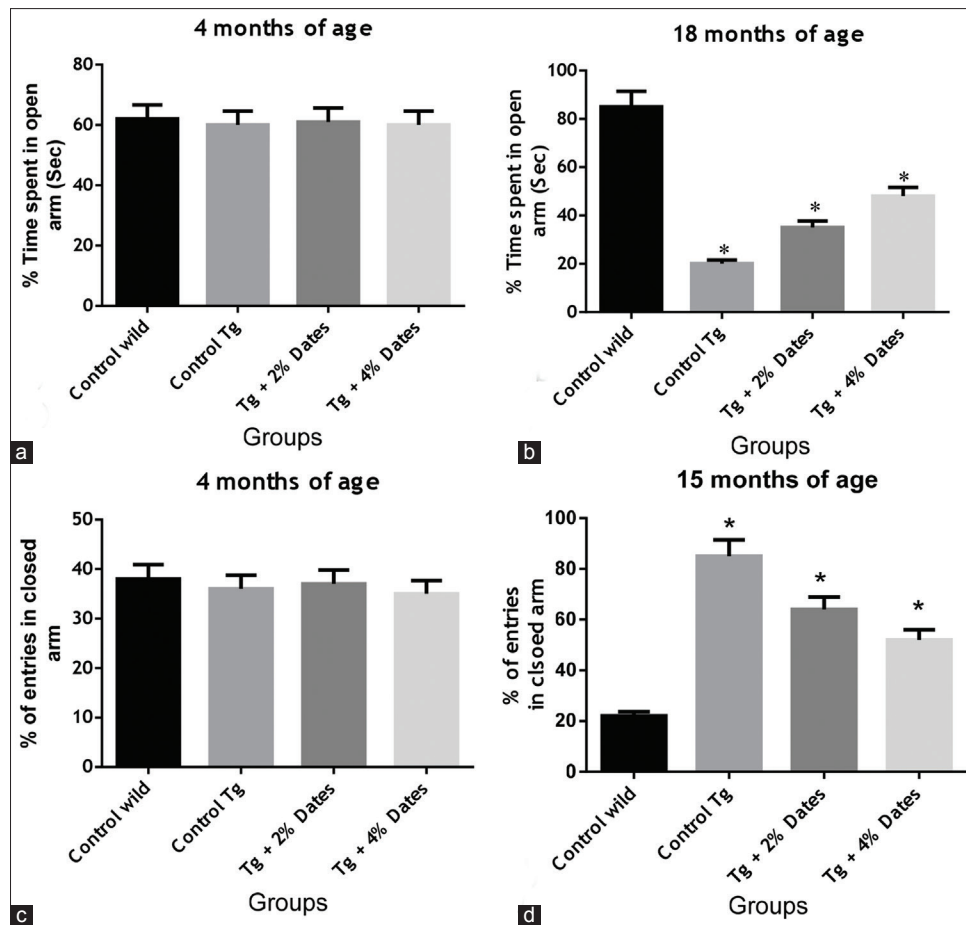 4 months of age
% Time spent in open
arm (Sec)
80
60
40
20
0
Control wild
Control Tg
Tg + 2% Dates
Tg + 4% Dates
Groups
a
18 months of age
% Time spent in open
arm (Sec)
100
80
60
40
20
0
*
*
*
Control wild
Control Tg
Tg + 2% Dates
Tg + 4% Dates
Groups
b
4 months of age
% of entries in closed
arm
50
40
30
20
10
0
Control wild
Control Tg
Tg + 2% Dates
Tg + 4% Dates
Groups
c
15 months of age
% of entries
in clsoed arm
100
80
60
40
20
0
*
*
*
Control wild
Control Tg
Tg + 2% Dates
Tg + 4% Dates
Groups
d